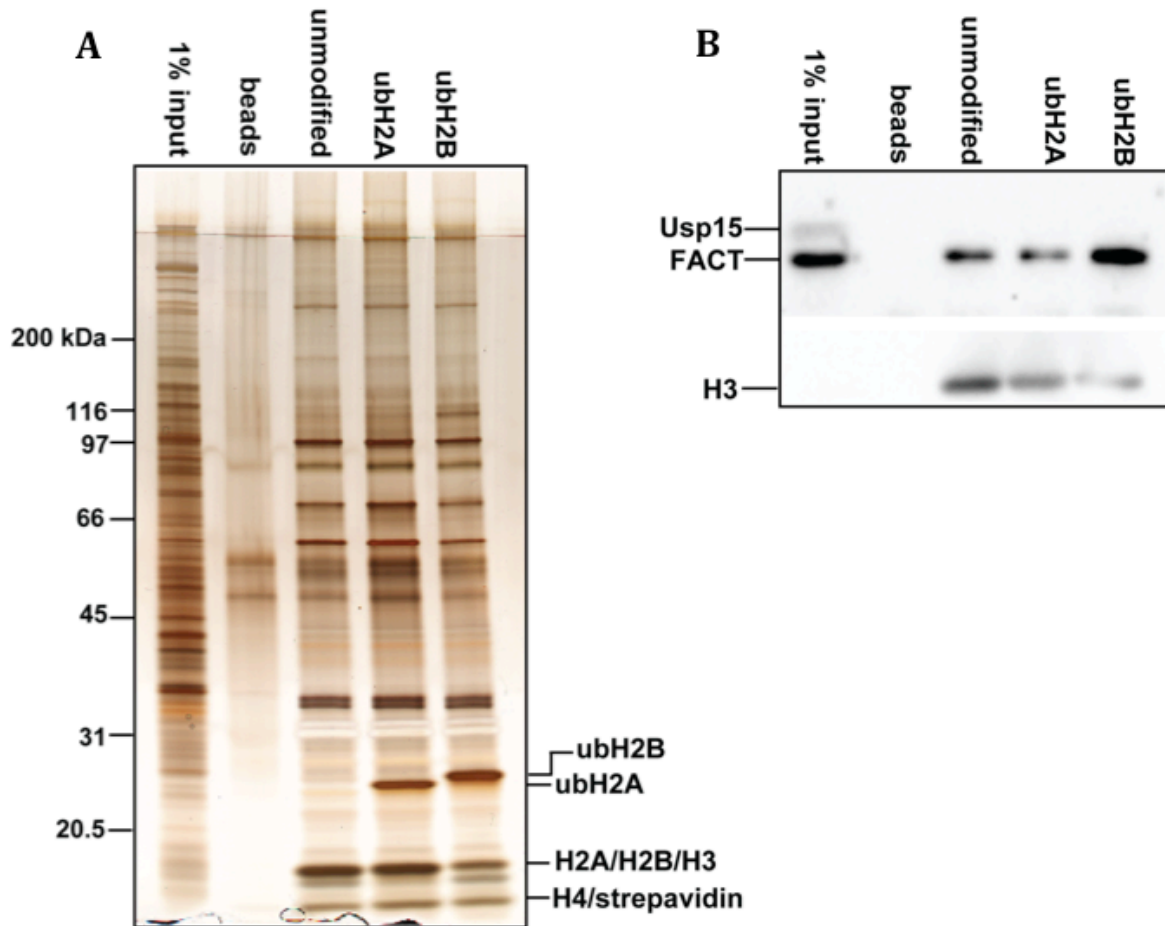 A
1% input
beads
unmodified
ubH2A
ubH2B
200 kDa
116
97
66
45
31
20.5
ubH2B
ubH2A
H2A/H2B/H3
H4/strepavidin
B
1% input
beads
unmodified
ubH2A
ubH2B
Usp15
FACT
H3